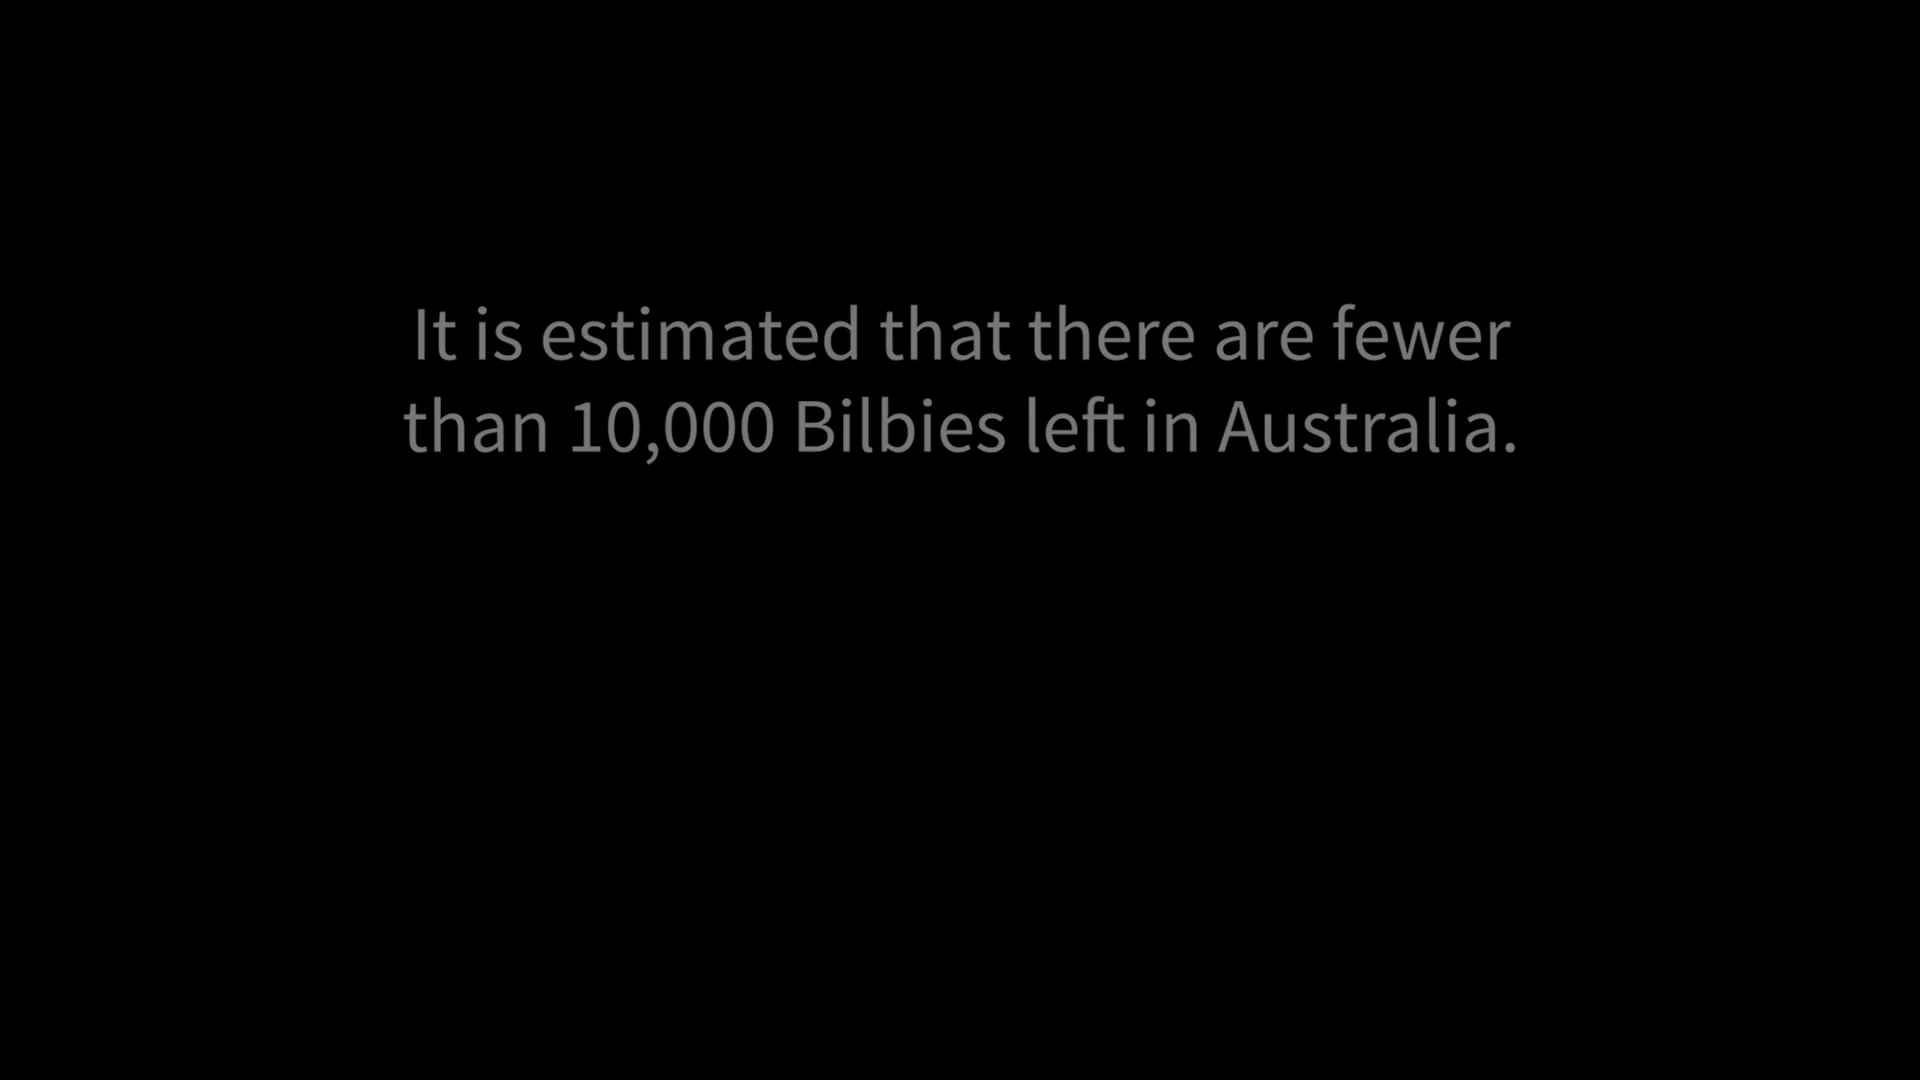 It is estimated that there are fewer
than 10,000 Bilbies left in Australia.